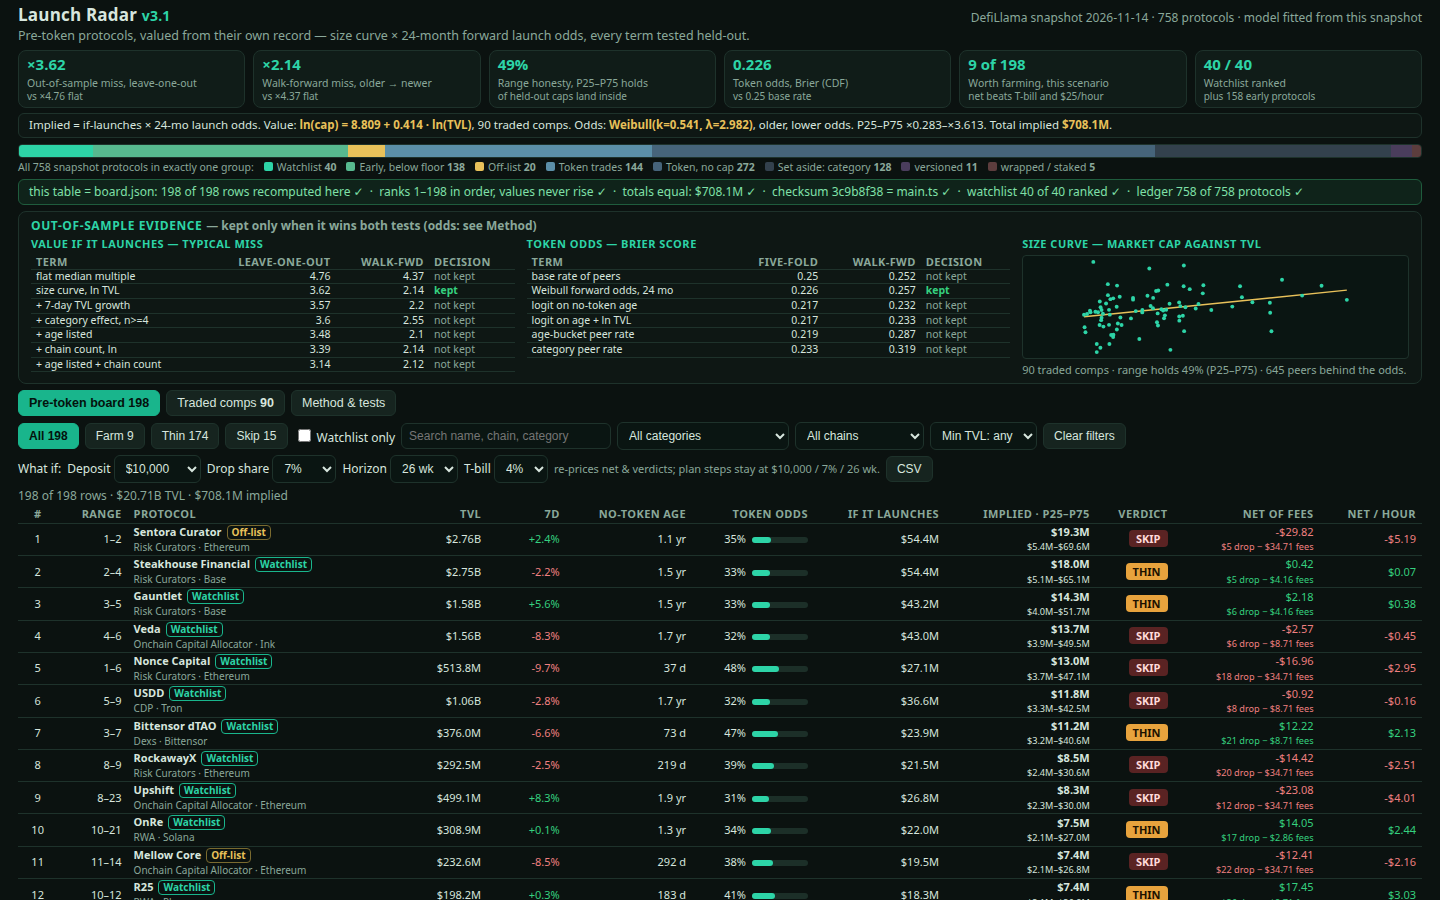 Launch Radar v3.1
DefiLlama snapshot 2026-11-14 · 758 protocols · model fitted from this snapshot
Pre-token protocols, valued from their own record — size curve × 24-month forward launch odds, every term tested held-out.
×3.62
Out-of-sample miss, leave-one-out
vs ×4.76 flat
×2.14
Walk-forward miss, older → newer
vs ×4.37 flat
49%
Range honesty, P25–P75 holds
of held-out caps land inside
0.226
Token odds, Brier (CDF)
vs 0.25 base rate
9 of 198
Worth farming, this scenario
net beats T-bill and $25/hour
40 / 40
Watchlist ranked
plus 158 early protocols
Implied = if-launches × 24-mo launch odds. Value: ln(cap) = 8.809 + 0.414 · ln(TVL), 90 traded comps. Odds: Weibull(k=0.541, λ=2.982), older, lower odds. P25–P75 ×0.283–×3.613. Total implied $708.1M.
All 758 snapshot protocols in exactly one group: Watchlist 40 Early, below floor 138 Off-list 20 Token trades 144 Token, no cap 272 Set aside: category 128 versioned 11 wrapped / staked 5
this table = board.json: 198 of 198 rows recomputed here ✓ · ranks 1–198 in order, values never rise ✓ · totals equal: $708.1M ✓ · checksum 3c9b8f38 = main.ts ✓ · watchlist 40 of 40 ranked ✓ · ledger 758 of 758 protocols ✓
OUT-OF-SAMPLE EVIDENCE — kept only when it wins both tests (odds: see Method)
VALUE IF IT LAUNCHES — TYPICAL MISS
TERM LEAVE-ONE-OUT WALK-FWD DECISION
flat median multiple 4.76 4.37 not kept
size curve, ln TVL 3.62 2.14 kept
+ 7-day TVL growth 3.57 2.2 not kept
+ category effect, n>=4 3.6 2.55 not kept
+ age listed 3.48 2.1 not kept
+ chain count, ln 3.39 2.14 not kept
+ age listed + chain count 3.14 2.12 not kept
TOKEN ODDS — BRIER SCORE
TERM FIVE-FOLD WALK-FWD DECISION
base rate of peers 0.25 0.252 not kept
Weibull forward odds, 24 mo 0.226 0.257 kept
logit on no-token age 0.217 0.232 not kept
logit on age + ln TVL 0.217 0.233 not kept
age-bucket peer rate 0.219 0.287 not kept
category peer rate 0.233 0.319 not kept
SIZE CURVE — MARKET CAP AGAINST TVL
90 traded comps · range holds 49% (P25–P75) · 645 peers behind the odds.
Pre-token board 198 Traded comps 90 Method & tests
All 198 Farm 9 Thin 174 Skip 15 Watchlist only Search name, chain, category All categories All chains Min TVL: any Clear filters
What if: Deposit $10,000 Drop share 7% Horizon 26 wk T-bill 4% re-prices net & verdicts; plan steps stay at $10,000 / 7% / 26 wk. CSV
198 of 198 rows · $20.71B TVL · $708.1M implied
# RANGE PROTOCOL TVL 7D NO-TOKEN AGE TOKEN ODDS IF IT LAUNCHES IMPLIED · P25–P75 VERDICT NET OF FEES NET / HOUR
1 1–2 Sentora Curator Off-list $2.76B +2.4% 1.1 yr 35% $54.4M $19.3M SKIP -$29.82 -$5.19
Risk Curators · Ethereum $5.4M–$69.6M $5 drop − $34.71 fees
2 2–4 Steakhouse Financial Watchlist $2.75B -2.2% 1.5 yr 33% $54.4M $18.0M THIN $0.42 $0.07
Risk Curators · Base $5.1M–$65.1M $5 drop − $4.16 fees
3 3–5 Gauntlet Watchlist $1.58B +5.6% 1.5 yr 33% $43.2M $14.3M THIN $2.18 $0.38
Risk Curators · Base $4.0M–$51.7M $6 drop − $4.16 fees
4 4–6 Veda Watchlist $1.56B -8.3% 1.7 yr 32% $43.0M $13.7M SKIP -$2.57 -$0.45
Onchain Capital Allocator · Ink $3.9M–$49.5M $6 drop − $8.71 fees
5 1–6 Nonce Capital Watchlist $513.8M -9.7% 37 d 48% $27.1M $13.0M SKIP -$16.96 -$2.95
Risk Curators · Ethereum $3.7M–$47.1M $18 drop − $34.71 fees
6 5–9 USDD Watchlist $1.06B -2.8% 1.7 yr 32% $36.6M $11.8M SKIP -$0.92 -$0.16
CDP · Tron $3.3M–$42.5M $8 drop − $8.71 fees
7 3–7 Bittensor dTAO Watchlist $376.0M -6.6% 73 d 47% $23.9M $11.2M THIN $12.22 $2.13
Dexs · Bittensor $3.2M–$40.6M $21 drop − $8.71 fees
8 8–9 RockawayX Watchlist $292.5M -2.5% 219 d 39% $21.5M $8.5M SKIP -$14.42 -$2.51
Risk Curators · Ethereum $2.4M–$30.6M $20 drop − $34.71 fees
9 8–23 Upshift Watchlist $499.1M +8.3% 1.9 yr 31% $26.8M $8.3M SKIP -$23.08 -$4.01
Onchain Capital Allocator · Ethereum $2.3M–$30.0M $12 drop − $34.71 fees
10 10–21 OnRe Watchlist $308.9M +0.1% 1.3 yr 34% $22.0M $7.5M THIN $14.05 $2.44
RWA · Solana $2.1M–$27.0M $17 drop − $2.86 fees
11 11–14 Mellow Core Off-list $232.6M -8.5% 292 d 38% $19.5M $7.4M SKIP -$12.41 -$2.16
Onchain Capital Allocator · Ethereum $2.1M–$26.8M $22 drop − $34.71 fees
12 10–12 R25 Watchlist $198.2M +0.3% 183 d 41% $18.3M $7.4M THIN $17.45 $3.03